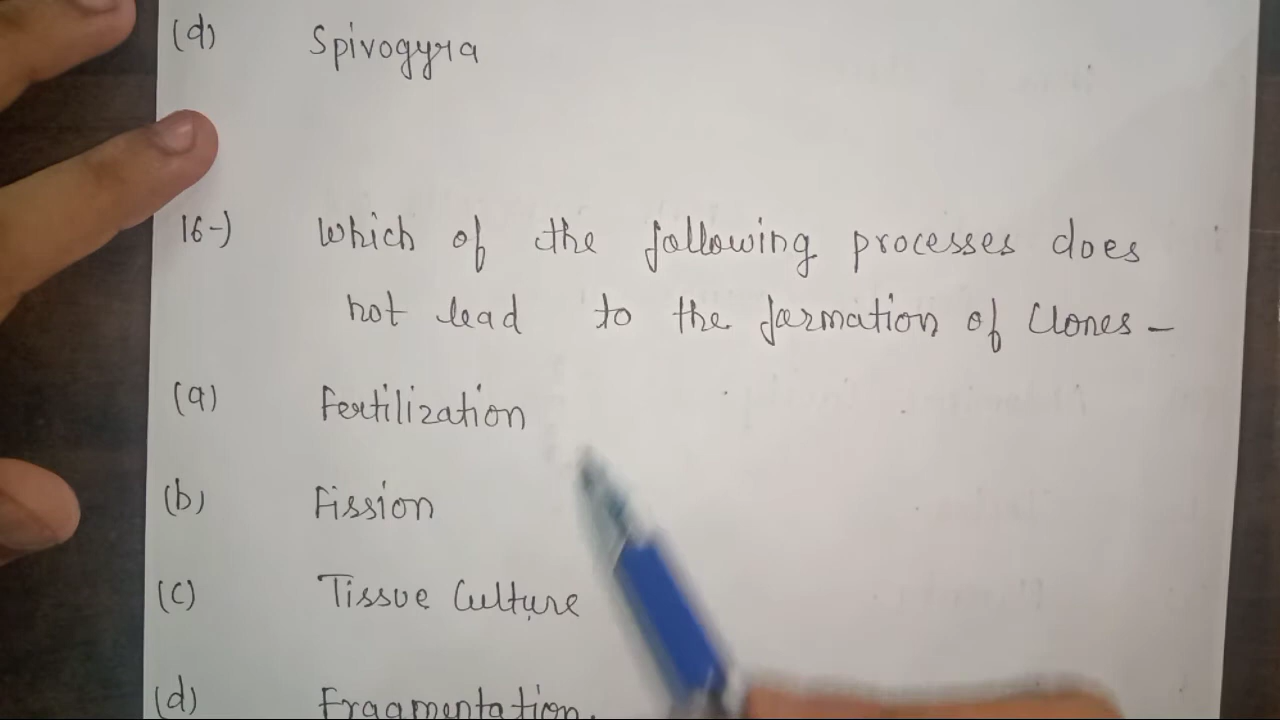 (d) Spirogyra
16-) Which of the following processes does
not lead to the formation of Clones -
(a) Fertilization
(b) Fission
(c) Tissue Culture
(d) Fragmentation.